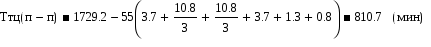 Tтц(п − п) = 1729.2 − 55(3.7 + 10.8/3 + 10.8/3 + 3.7 + 1.3 + 0.8) = 810.7 (мин)